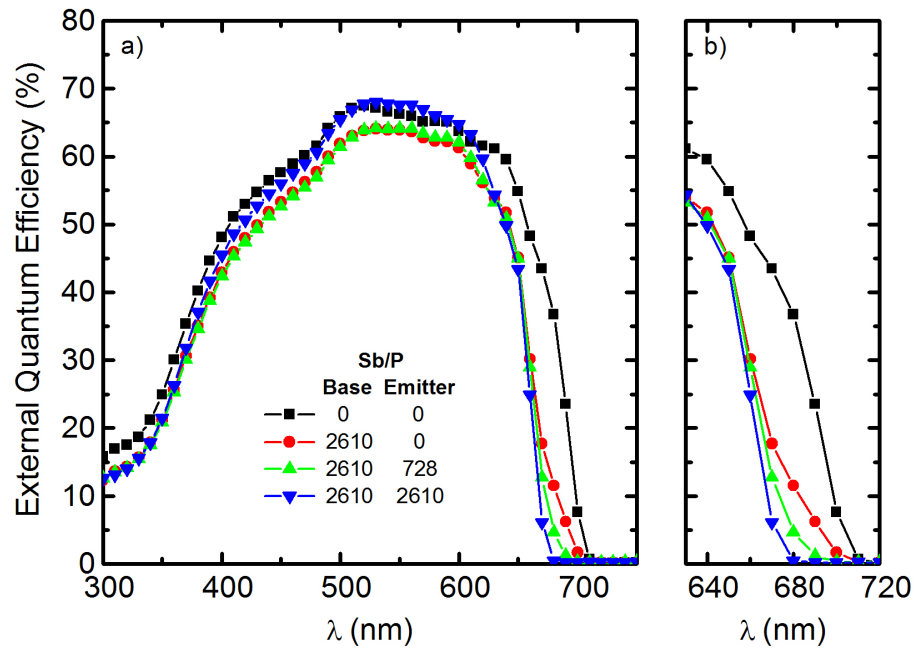 External Quantum Efficiency (%)
80
70
60
50
40
30
20
10
0
a)
Sb/P
Base Emitter
0 0
2610 0
2610 728
2610 2610
300 400 500 600 700
λ (nm)
b)
640 680 720
λ (nm)